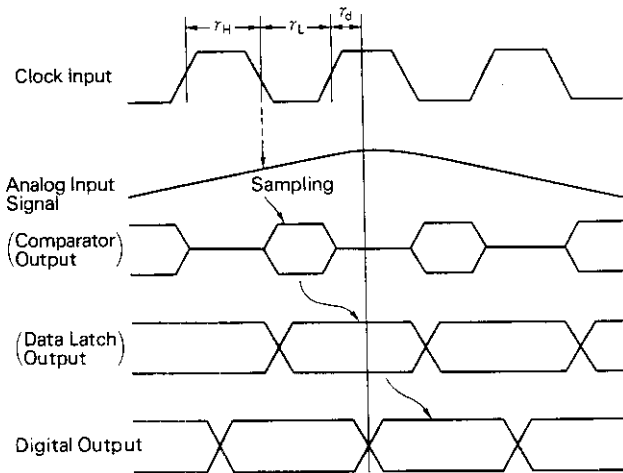 τH τL τd
Clock input
Analog Input
Signal
Sampling
(Comparator
Output)
(Data Latch
Output)
Digital Output